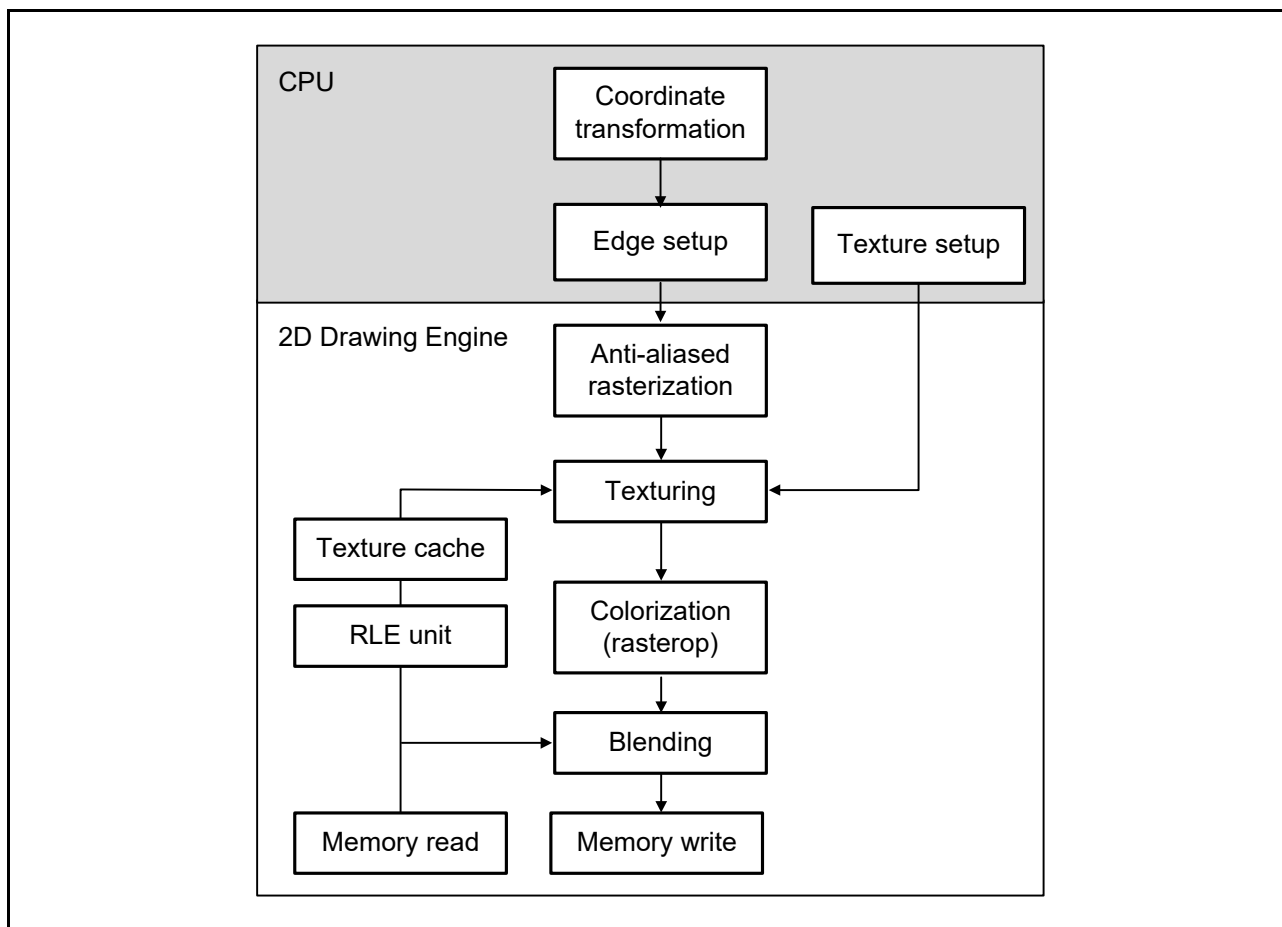 CPU
Coordinate
transformation
Edge setup
Texture setup
2D Drawing Engine
Anti-aliased
rasterization
Texturing
Texture cache
Colorization
(rasterop)
RLE unit
Blending
Memory read
Memory write